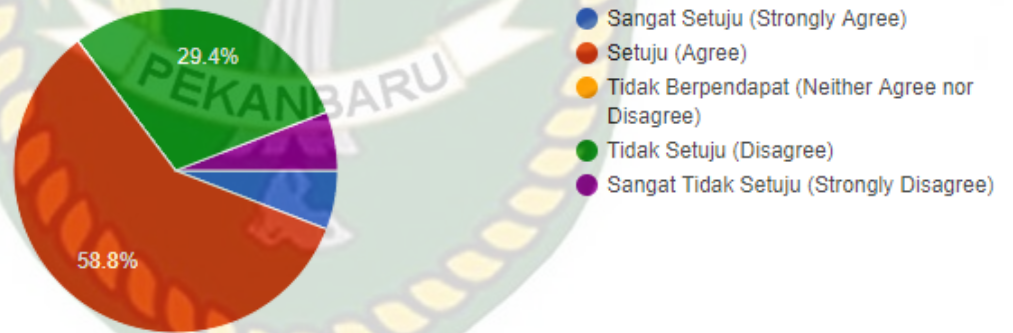 29.4%
PEKANBARU
58.8%
Sangat Setuju (Strongly Agree)
Setuju (Agree)
Tidak Berpendapat (Neither Agree nor
Disagree)
Tidak Setuju (Disagree)
Sangat Tidak Setuju (Strongly Disagree)